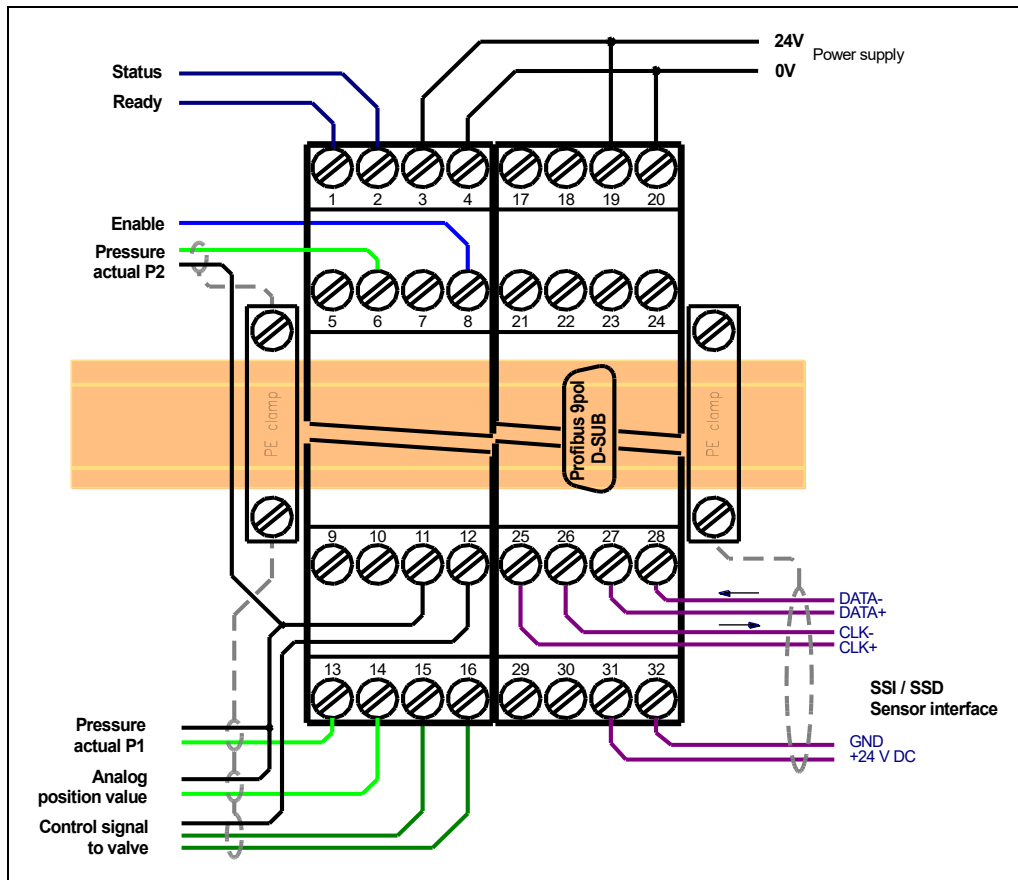 24V
Power supply
0V
Status
Ready
1 2 3 4 17 18 19 20
Enable
Pressure
actual P2
5 6 7 8 21 22 23 24
PE clamp
Profibus 9pol
D-SUB
PE clamp
9 10 11 12 25 26 27 28
DATA-
DATA+
CLK-
CLK+
13 14 15 16 29 30 31 32
SSI / SSD
Sensor interface
Pressure
actual P1
GND
+24 V DC
Analog
position value
Control signal
to valve